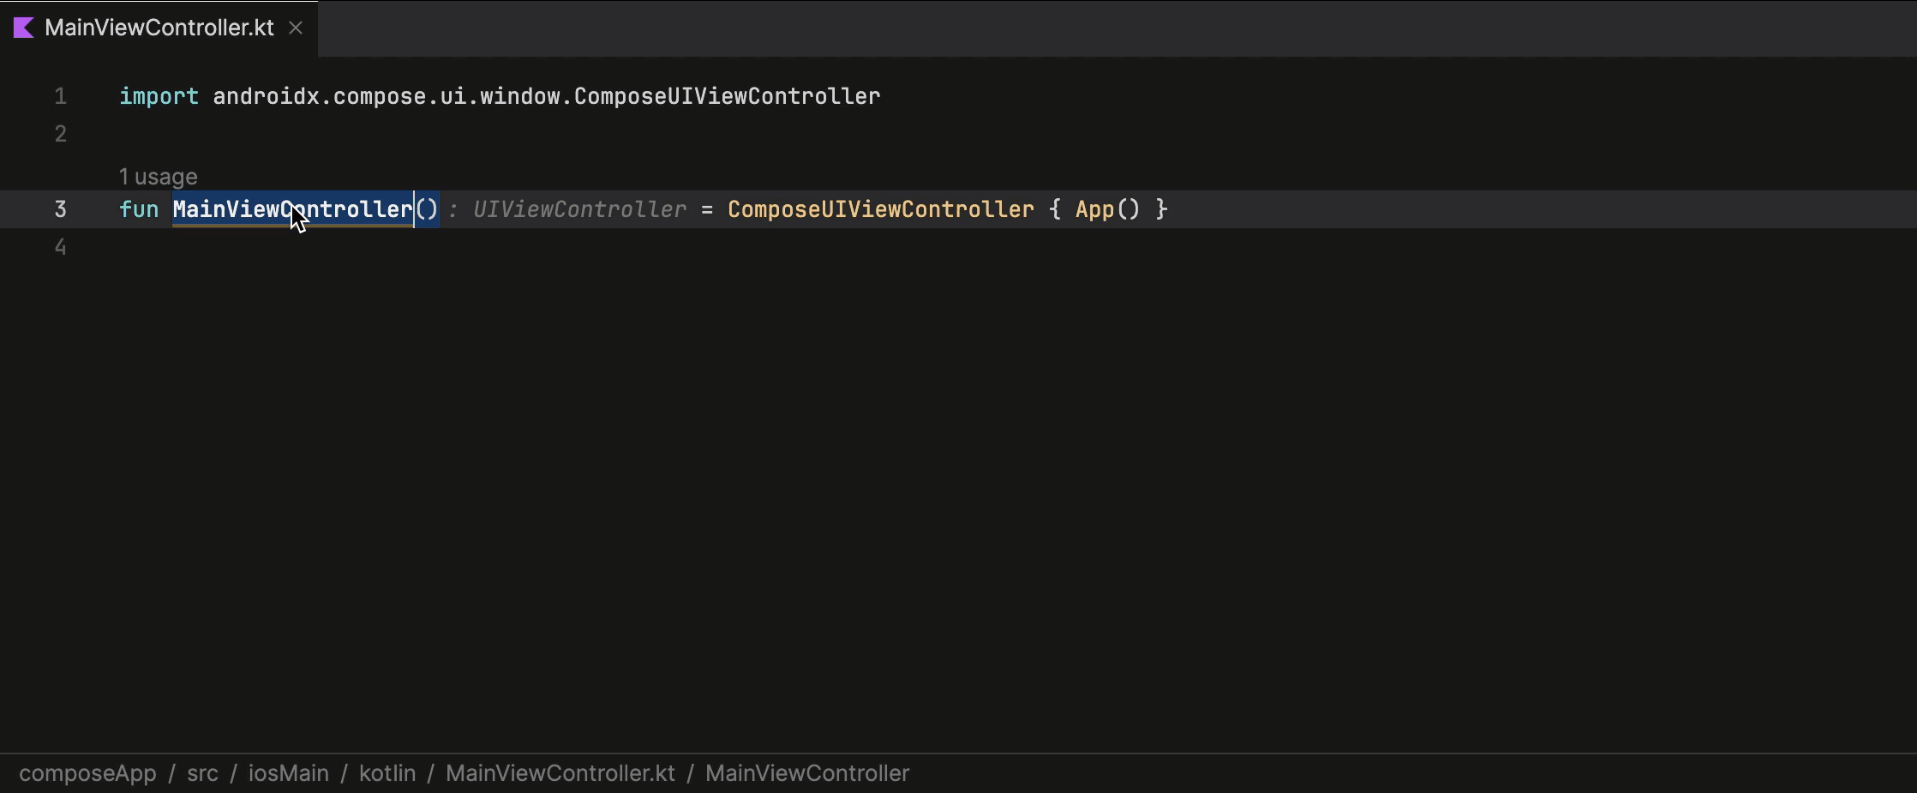 MainViewController.kt
1 import androidx.compose.ui.window.ComposeUIViewController
2
1 usage
3 fun MainViewController() : UIViewController = ComposeUIViewController { App() }
4
composeApp / src / iosMain / kotlin / MainViewController.kt / MainViewController